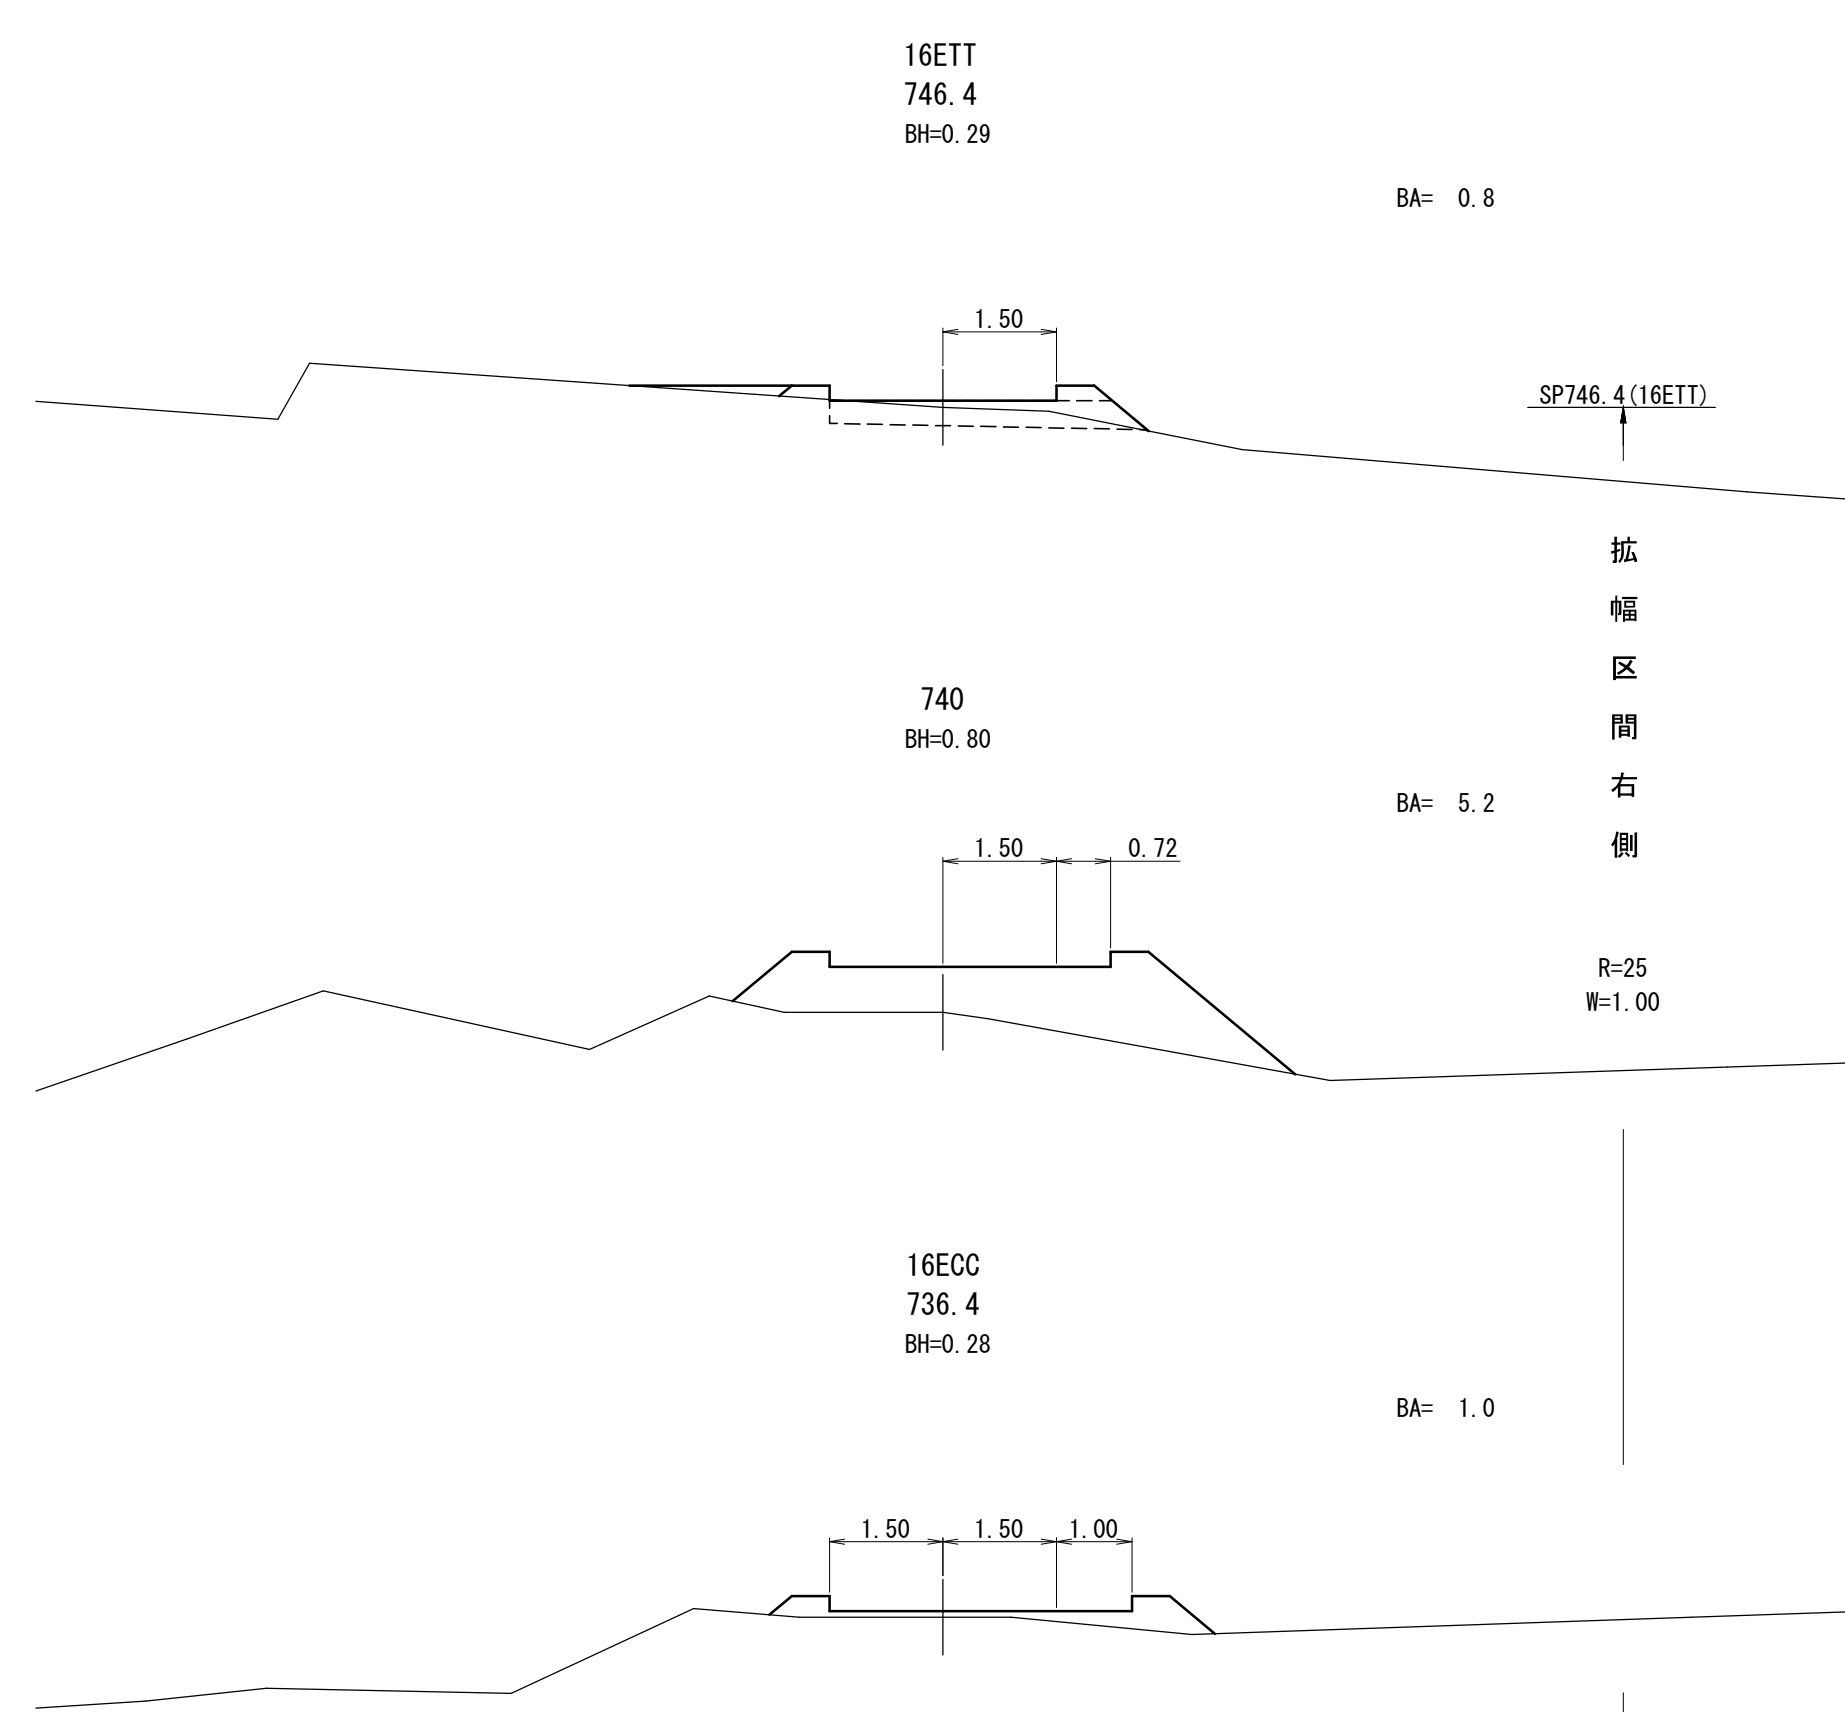 16ETT
746.4
BH=0.29
BA= 0.8
1.50
SP746.4(16ETT)
拡幅区間右側
740
BH=0.80
BA= 5.2
1.50 0.72
R=25
W=1.00
16ECC
736.4
BH=0.28
BA= 1.0
1.50 1.50 1.00